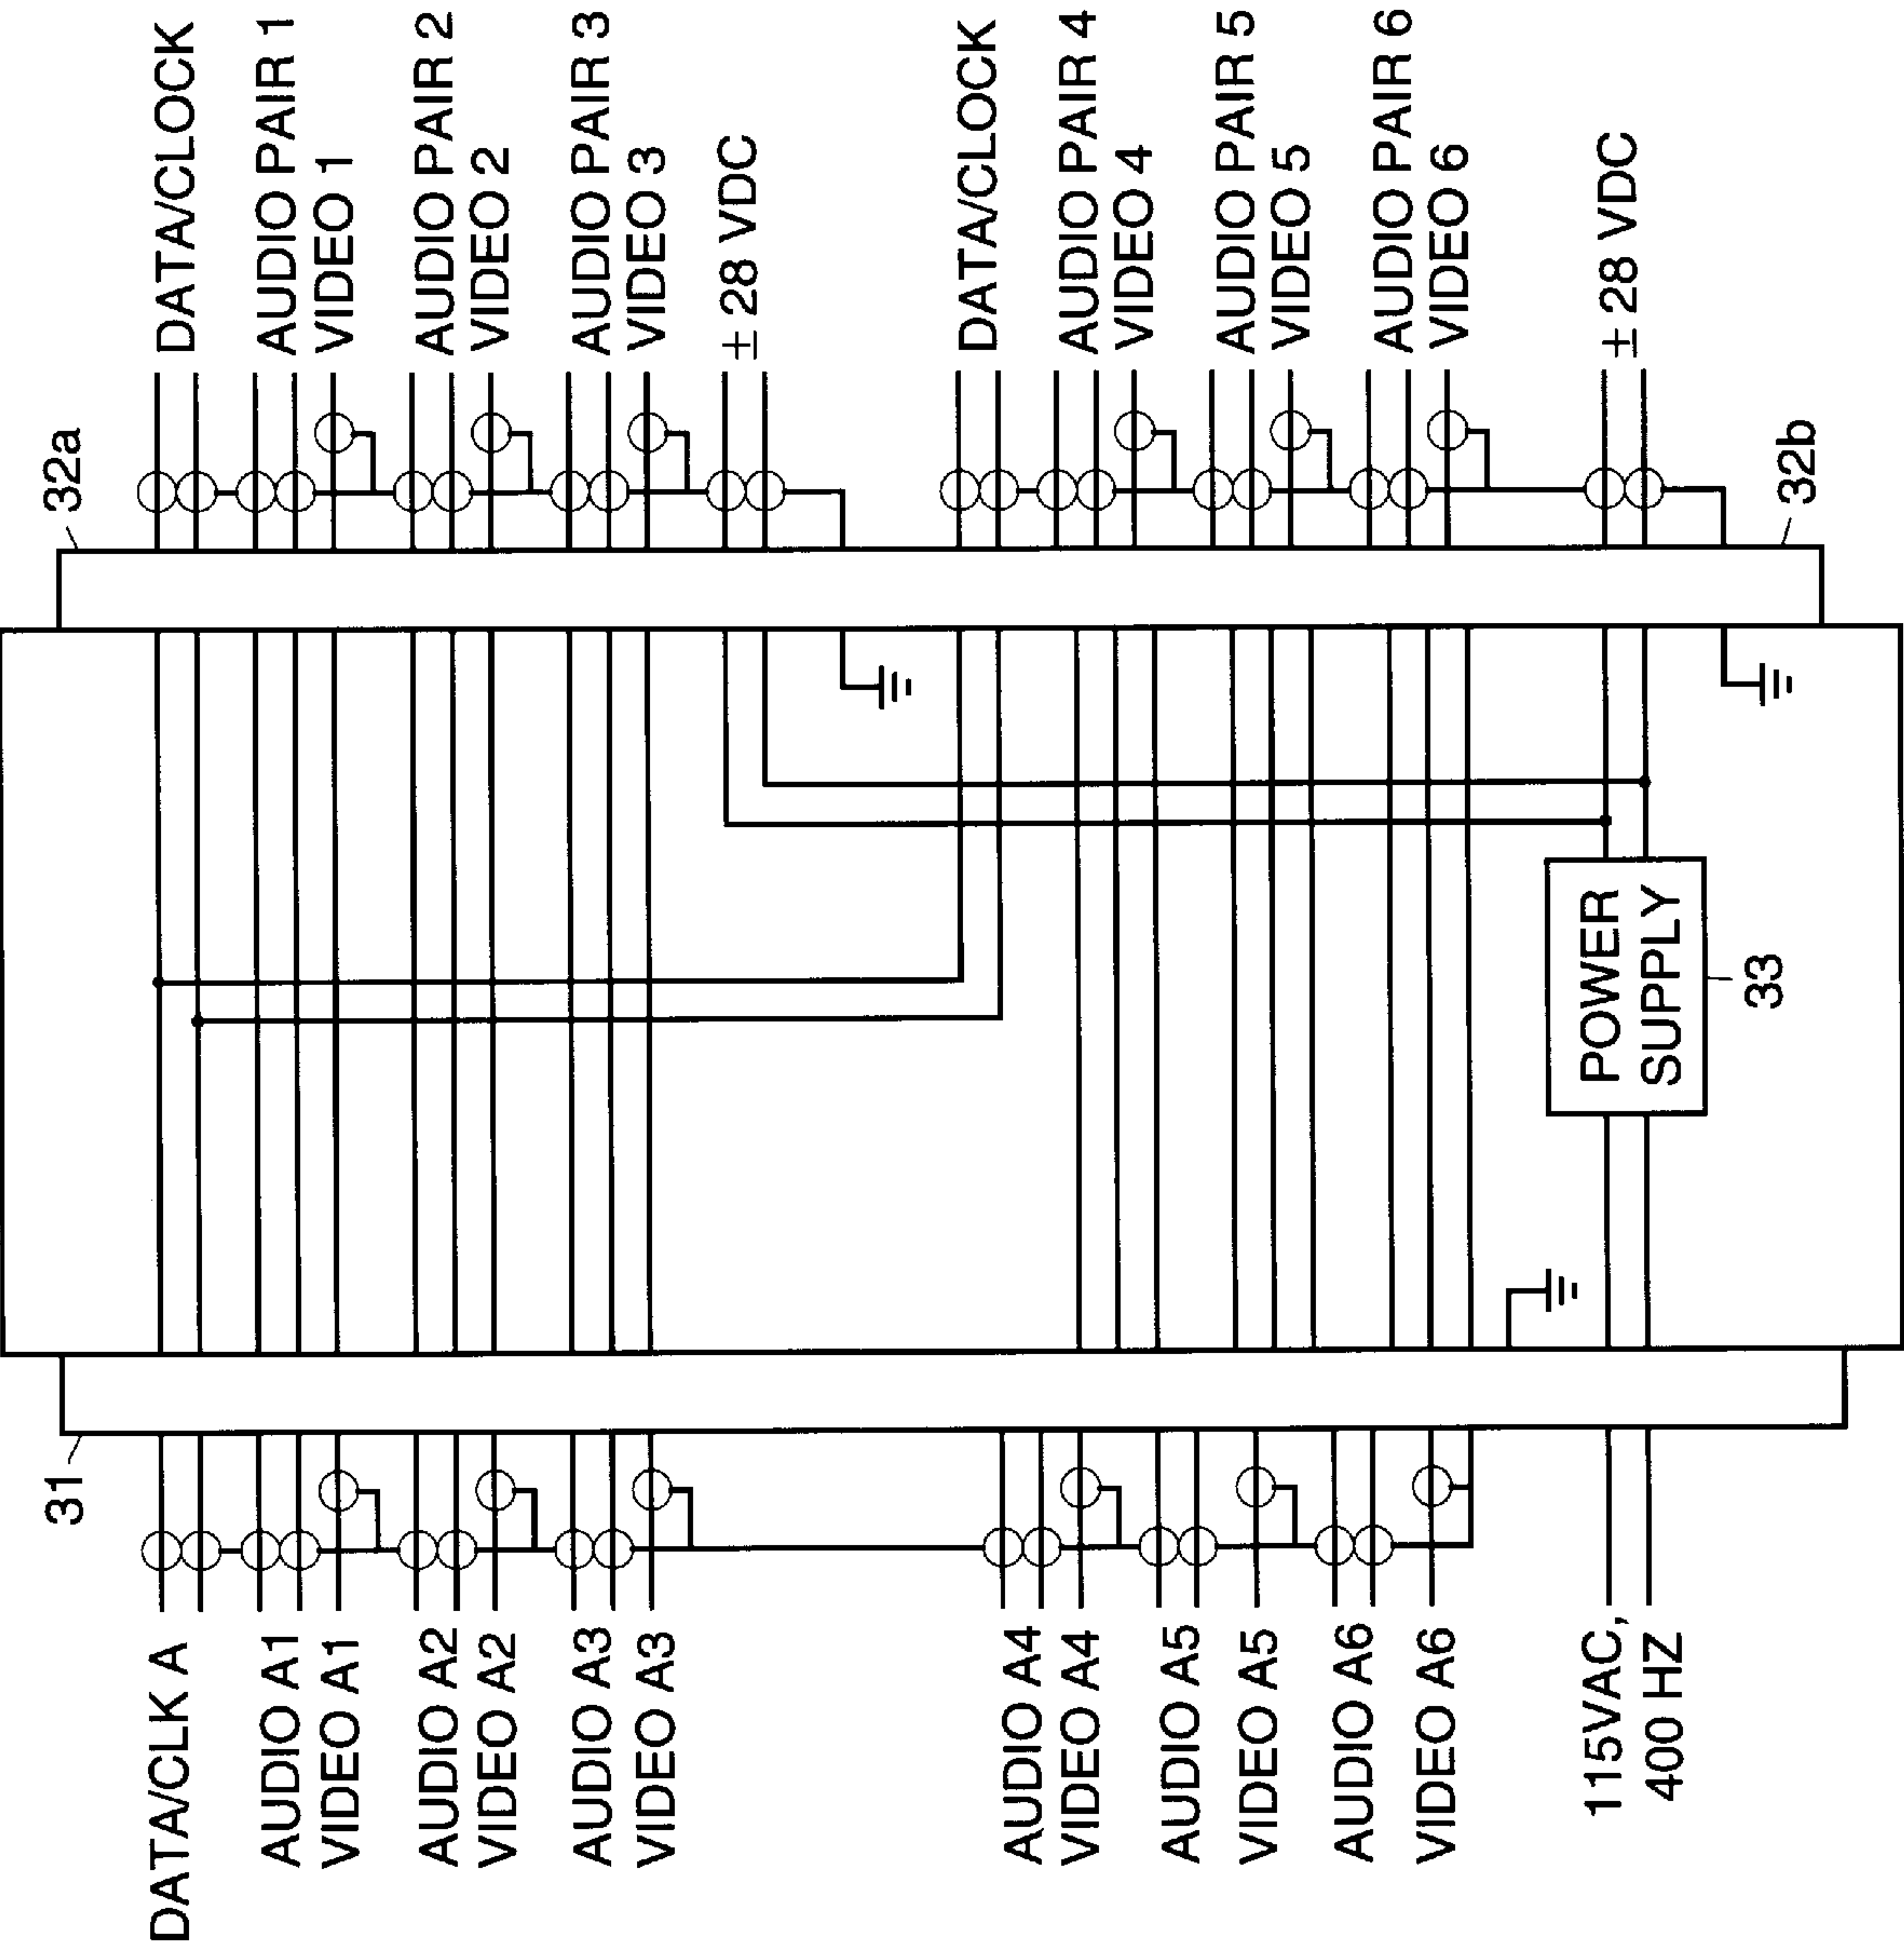 31
DATA/CLK A
AUDIO A1
VIDEO A1
AUDIO A2
VIDEO A2
AUDIO A3
VIDEO A3
AUDIO A4
VIDEO A4
AUDIO A5
VIDEO A5
AUDIO A6
VIDEO A6
115VAC,
400 HZ
POWER
SUPPLY
33
32a
DATA/CLOCK
AUDIO PAIR 1
VIDEO 1
AUDIO PAIR 2
VIDEO 2
AUDIO PAIR 3
VIDEO 3
± 28 VDC
DATA/CLOCK
AUDIO PAIR 4
VIDEO 4
AUDIO PAIR 5
VIDEO 5
AUDIO PAIR 6
VIDEO 6
± 28 VDC
32b